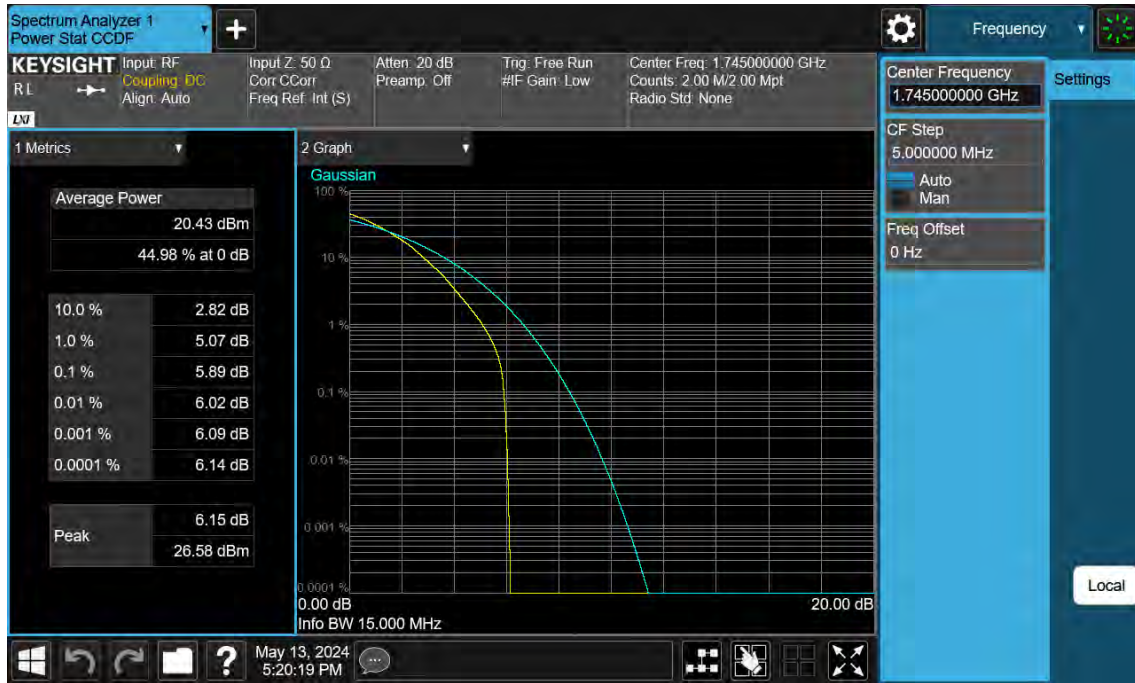 Spectrum Analyzer 1
Power Stat CCDF
Frequency
KEYSIGHT
R L
LXI
Input: RF
Coupling: DC
Align: Auto
Input Z: 50 Ω
Corr CCorr
Freq Ref: Int (S)
Atten: 20 dB
Preamp: Off
Trig: Free Run
#IF Gain: Low
Center Freq: 1.745000000 GHz
Counts: 2.00 M/2.00 Mpt
Radio Std: None
Center Frequency
1.745000000 GHz
Settings
CF Step
5.000000 MHz
Auto
Man
Freq Offset
0 Hz
1 Metrics
Average Power
20.43 dBm
44.98 % at 0 dB
10.0 % 2.82 dB
1.0 % 5.07 dB
0.1 % 5.89 dB
0.01 % 6.02 dB
0.001 % 6.09 dB
0.0001 % 6.14 dB
Peak
6.15 dB
26.58 dBm
2 Graph
Gaussian
100 %
10 %
1 %
0.1 %
0.01 %
0.001 %
0.0001 %
0.00 dB 20.00 dB
Info BW 15.000 MHz
Local
?
May 13, 2024
5:20:19 PM